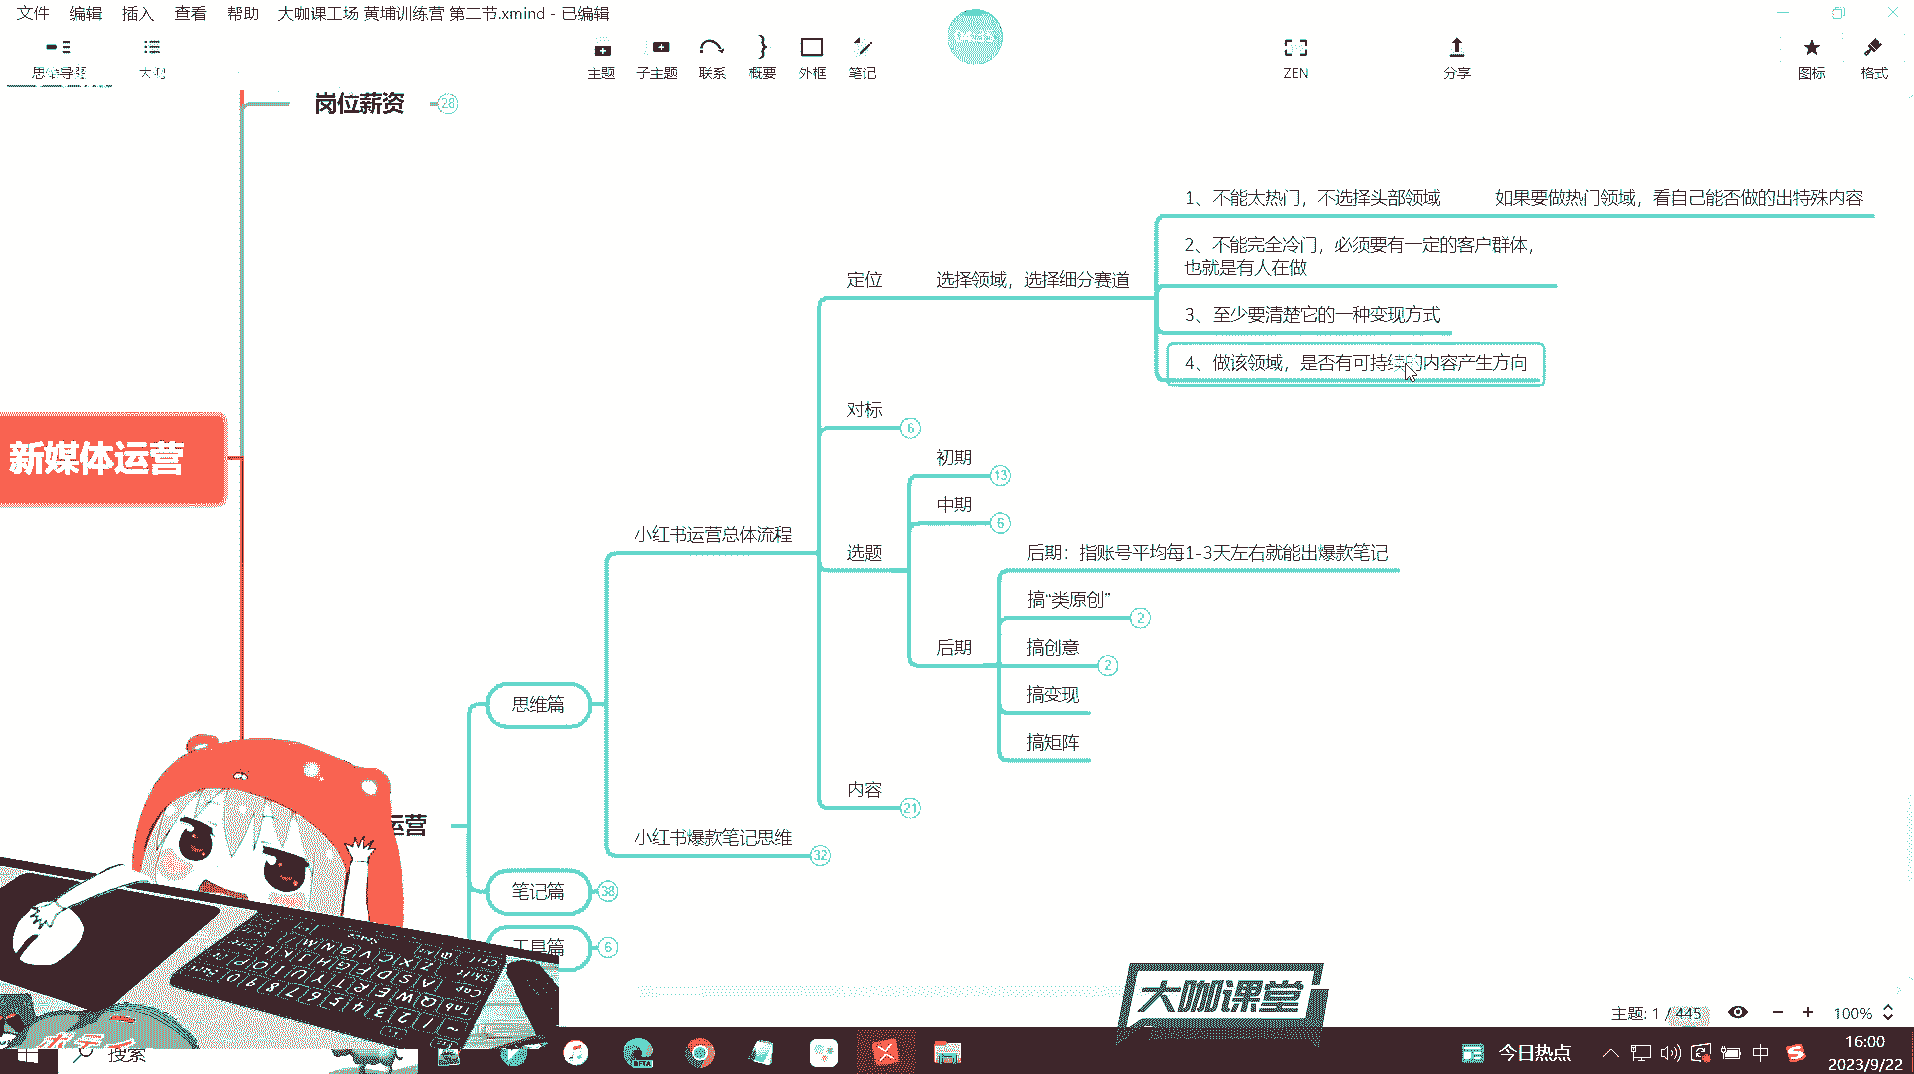 文件 编辑 插入 查看 帮助 大咖课工场 黄埔训练营 第二节.xmind - 已编辑
思维导图 大纲 主题 子主题 联系 概要 外框 笔记 ZEN 分享 图标 格式
岗位薪资 28
1、不能太热门，不选择头部领域 如果要做热门领域，看自己能否做的出特殊内容
2、不能完全冷门，必须要有一定的客户群体，
也就是有人在做
定位 选择领域，选择细分赛道
3、至少要清楚它的一种变现方式
4、做该领域，是否有可持续的内容产生方向
对标 6
新媒体运营
初期 13
中期 6
小红书运营总体流程
选题
后期：指账号平均每1-3天左右就能出爆款笔记
搞“类原创” 2
后期
搞创意 2
搞变现
思维篇
搞矩阵
内容 21
运营
小红书爆款笔记思维 32
笔记篇 38
工具篇 6
大咖课堂
主题: 1 / 445 100%
搜索
今日热点
中
16:00
2023/9/22